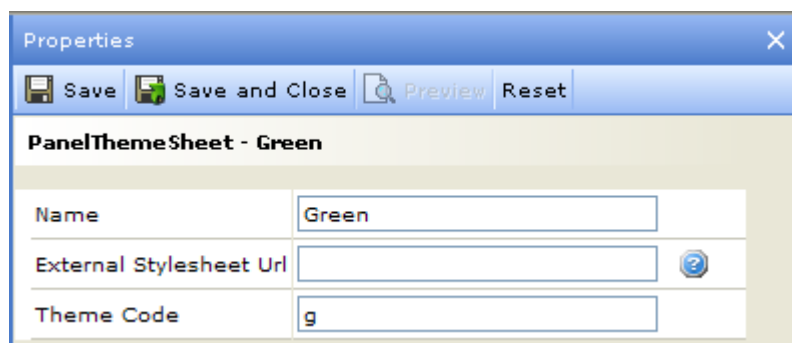 Properties
Save Save and Close Preview Reset
PanelThemeSheet - Green
Name Green
External Stylesheet Url
Theme Code g